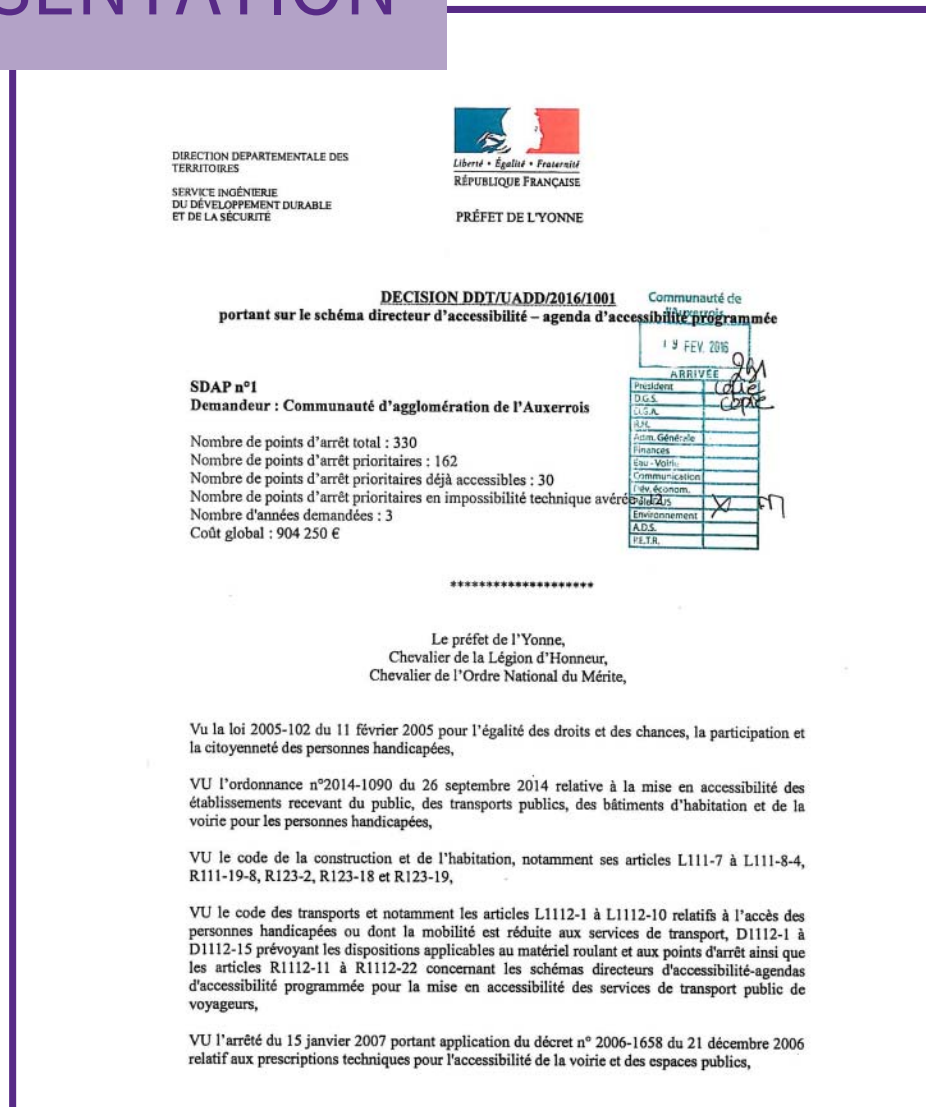 SENTATION
DIRECTION DEPARTEMENTALE DES
TERRITOIRES
SERVICE INGÉNIERIE
DU DÉVELOPPEMENT DURABLE
ET DE LA SÉCURITÉ
Liberté • Égalité • Fraternité
RÉPUBLIQUE FRANÇAISE
PRÉFET DE L'YONNE
DECISION DDT/UADD/2016/1001
portant sur le schéma directeur d'accessibilité – agenda d'accessibilité programmée
Communauté de
l'Auxerrois
19 FEV. 2016
ARRIVÉE
Président
D.G.S.
Adm. Générale
Finances
Eau - Voirie
Communication
Dév. économ.
Environnement
A.D.S.
P.E.T.R.
copie
SDAP n°1
Demandeur : Communauté d'agglomération de l'Auxerrois
Nombre de points d'arrêt total : 330
Nombre de points d'arrêt prioritaires : 162
Nombre de points d'arrêt prioritaires déjà accessibles : 30
Nombre de points d'arrêt prioritaires en impossibilité technique avérée : 12
Nombre d'années demandées : 3
Coût global : 904 250 €
********************
Le préfet de l'Yonne,
Chevalier de la Légion d'Honneur,
Chevalier de l'Ordre National du Mérite,
Vu la loi 2005-102 du 11 février 2005 pour l'égalité des droits et des chances, la participation et
la citoyenneté des personnes handicapées,
VU l'ordonnance n°2014-1090 du 26 septembre 2014 relative à la mise en accessibilité des
établissements recevant du public, des transports publics, des bâtiments d'habitation et de la
voirie pour les personnes handicapées,
VU le code de la construction et de l'habitation, notamment ses articles L111-7 à L111-8-4,
R111-19-8, R123-2, R123-18 et R123-19,
VU le code des transports et notamment les articles L1112-1 à L1112-10 relatifs à l'accès des
personnes handicapées ou dont la mobilité est réduite aux services de transport, D1112-1 à
D1112-15 prévoyant les dispositions applicables au matériel roulant et aux points d'arrêt ainsi que
les articles R1112-11 à R1112-22 concernant les schémas directeurs d'accessibilité-agendas
d'accessibilité programmée pour la mise en accessibilité des services de transport public de
voyageurs,
VU l'arrêté du 15 janvier 2007 portant application du décret n° 2006-1658 du 21 décembre 2006
relatif aux prescriptions techniques pour l'accessibilité de la voirie et des espaces publics,